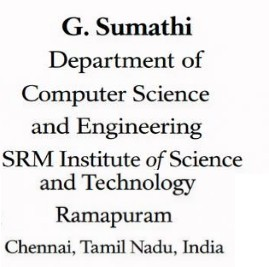 G. Sumathi
Department of
Computer Science
and Engineering
SRM Institute of Science
and Technology
Ramapuram
Chennai, Tamil Nadu, India